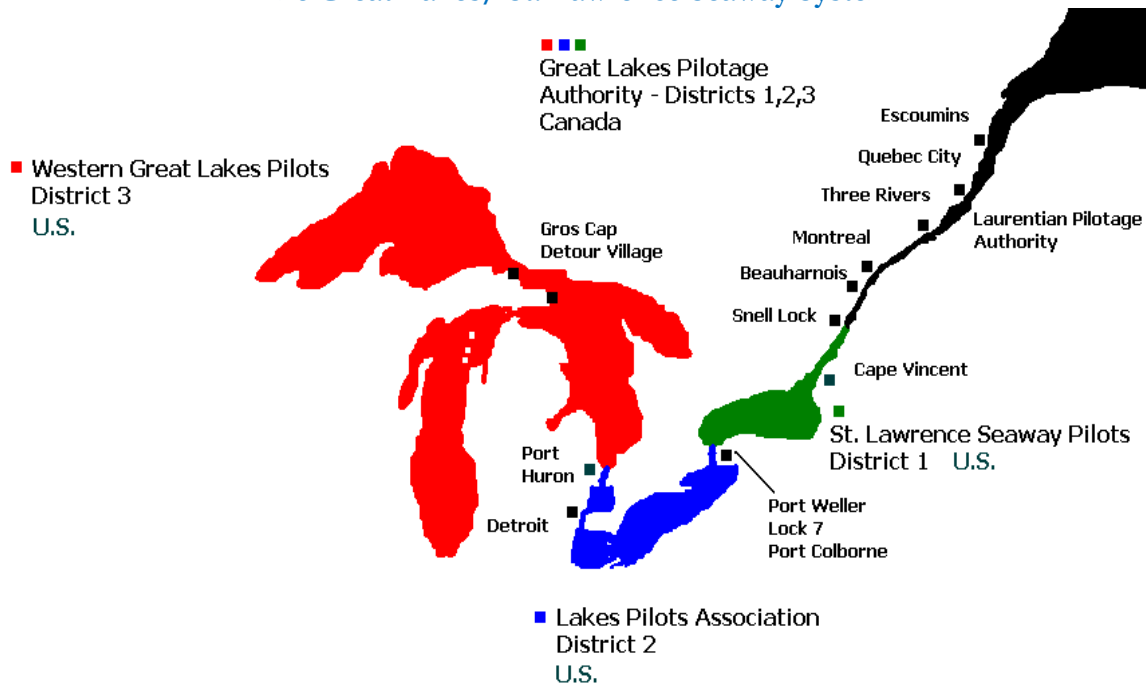 Great Lakes Pilotage
Authority - Districts 1,2,3
Canada
Escoumins
Quebec City
Western Great Lakes Pilots
District 3
U.S.
Three Rivers
Laurentian Pilotage
Authority
Gros Cap
Detour Village
Montreal
Beauharnois
Snell Lock
Cape Vincent
St. Lawrence Seaway Pilots
District 1 U.S.
Port
Huron
Detroit
Port Weller
Lock 7
Port Colborne
Lakes Pilots Association
District 2
U.S.